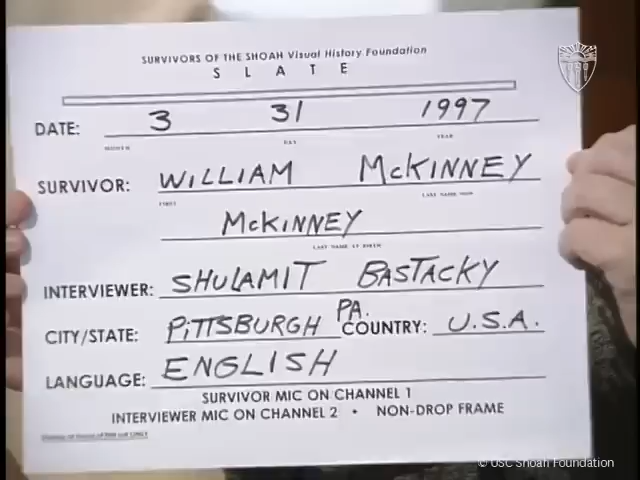 SURVIVORS OF THE SHOAH Visual History Foundation
S L A T E
DATE: 3 31 1997
MONTH DAY YEAR
SURVIVOR: WILLIAM McKINNEY
FIRST LAST NAME NOW
McKINNEY
LAST NAME AT BIRTH
INTERVIEWER: SHULAMIT BASTACKY
CITY/STATE: PITTSBURGH PA. COUNTRY: U.S.A.
LANGUAGE: ENGLISH
SURVIVOR MIC ON CHANNEL 1
INTERVIEWER MIC ON CHANNEL 2 • NON-DROP FRAME
© USC Shoah Foundation